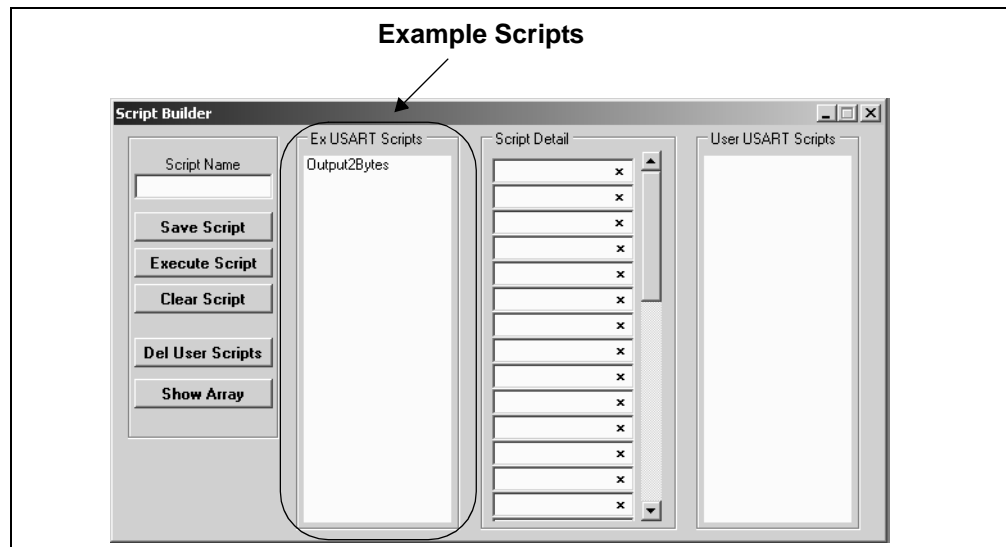 Example Scripts
Script Builder
Script Name
Save Script
Execute Script
Clear Script
Del User Scripts
Show Array
Ex USART Scripts
Output2Bytes
Script Detail
x
x
x
x
x
x
x
x
x
x
x
x
x
x
User USART Scripts